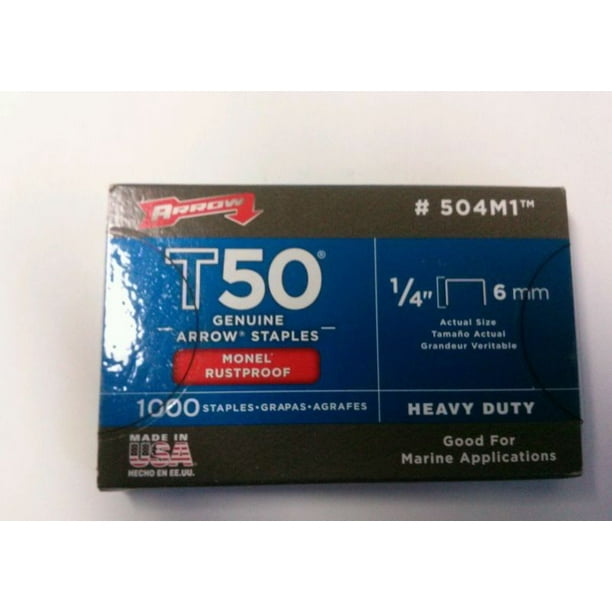 ARROW
# 504M1™
T50®
GENUINE
ARROW® STAPLES
MONEL®
RUSTPROOF
1/4" 6 mm
Actual Size
Tamaño Actual
Grandeur Veritable
1000 STAPLES•GRAPAS•AGRAFES
HEAVY DUTY
MADE IN
USA
HECHO EN EE.UU.
Good For
Marine Applications